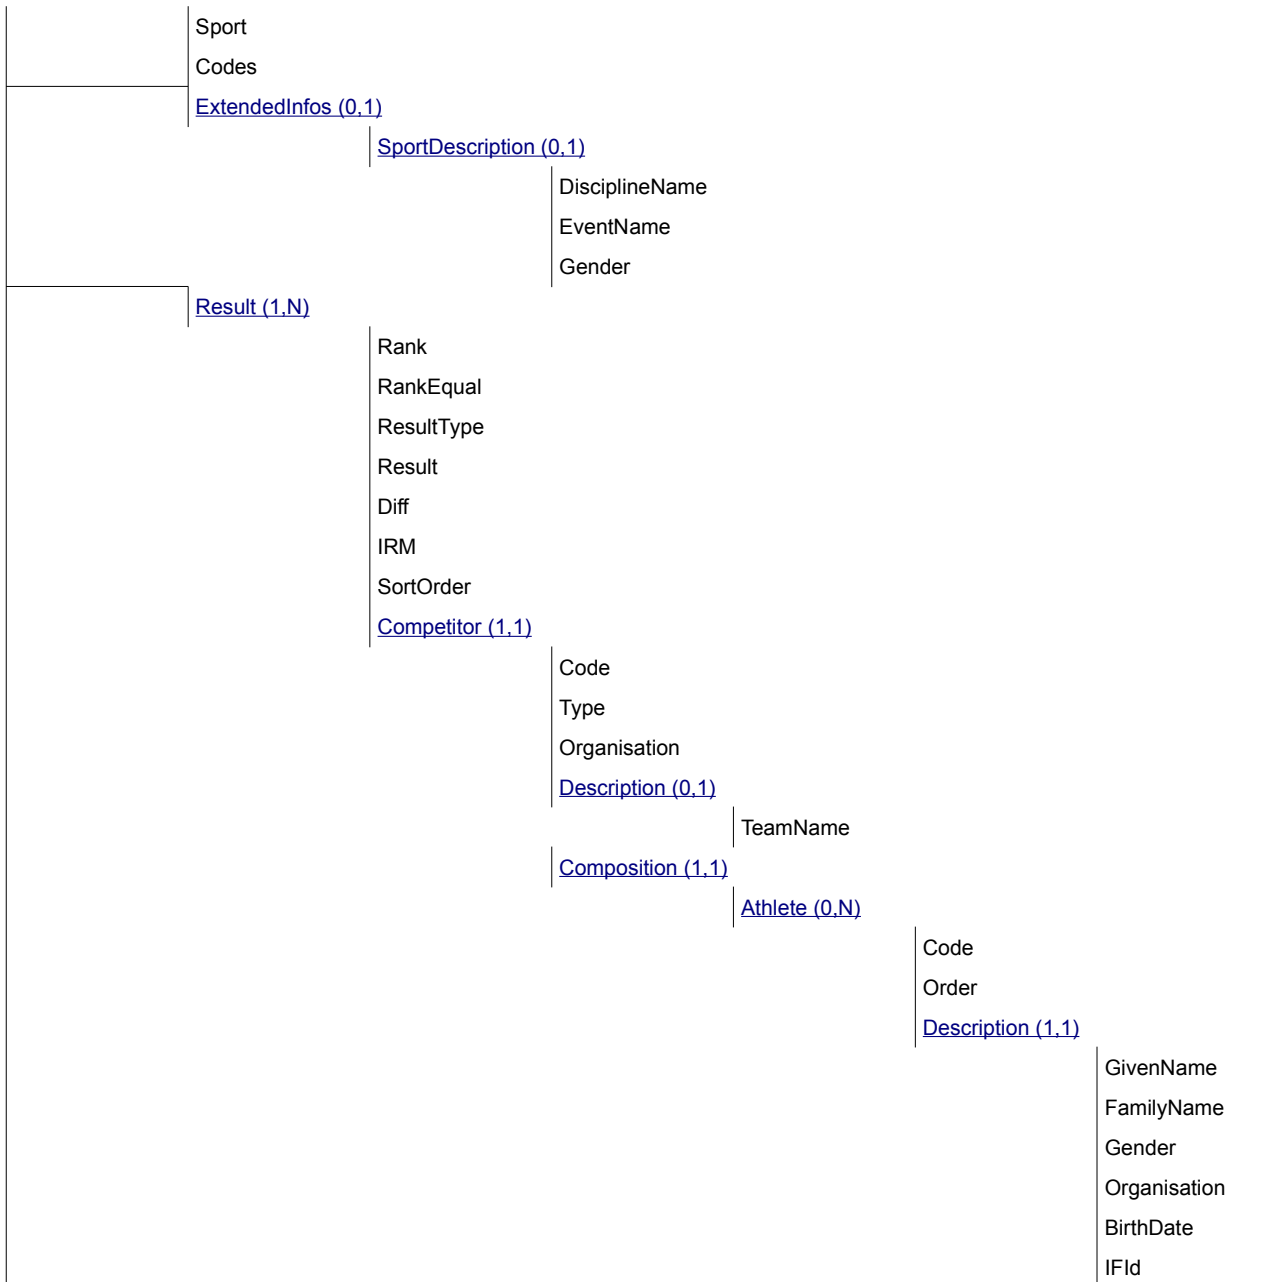 Sport
Codes
ExtendedInfos (0,1)
SportDescription (0,1)
DisciplineName
EventName
Gender
Result (1,N)
Rank
RankEqual
ResultType
Result
Diff
IRM
SortOrder
Competitor (1,1)
Code
Type
Organisation
Description (0,1)
TeamName
Composition (1,1)
Athlete (0,N)
Code
Order
Description (1,1)
GivenName
FamilyName
Gender
Organisation
BirthDate
IFId